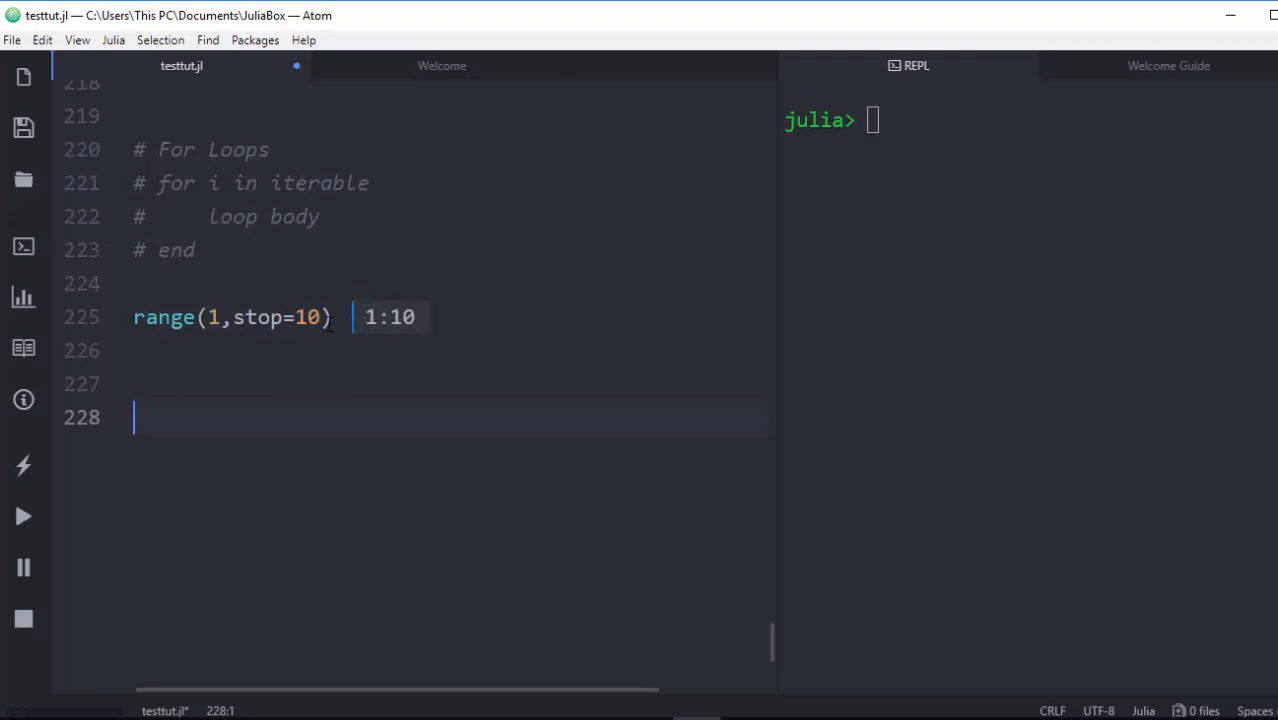 testtut.jl — C:\Users\This PC\Documents\JuliaBox — Atom
File Edit View Julia Selection Find Packages Help
testtut.jl Welcome REPL Welcome Guide
218
219
220 # For Loops
221 # for i in iterable
222 #     loop body
223 # end
224
225 range(1,stop=10) 1:10
226
227
228
julia>
testtut.jl* 228:1 CRLF UTF-8 Julia 0 files Spaces